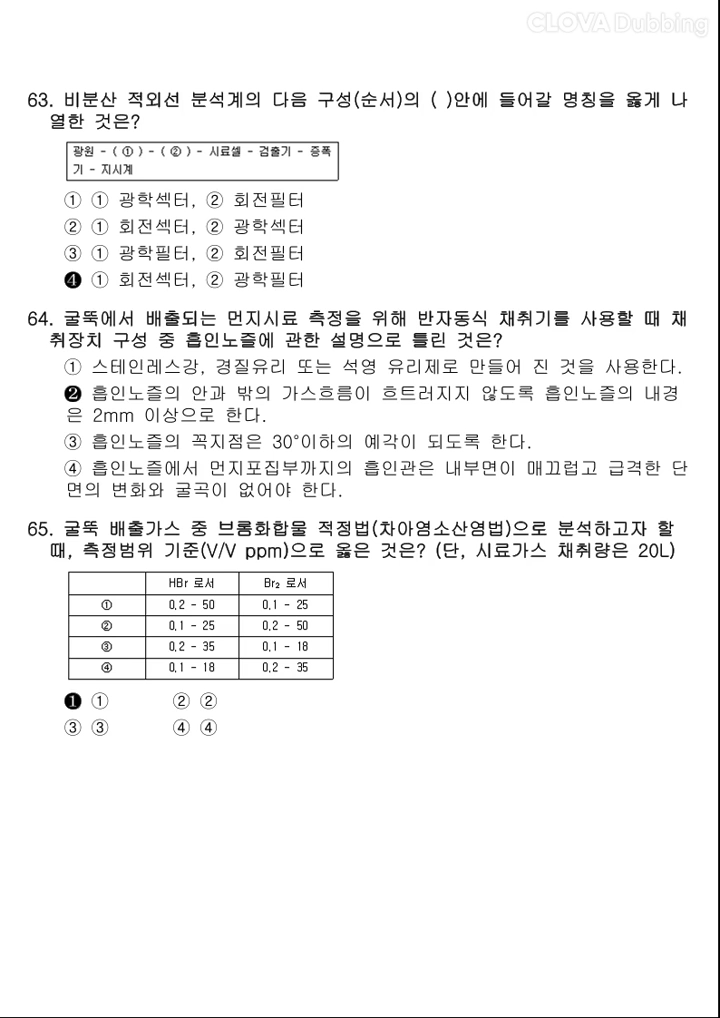 CLOVA Dubbing
63. 비분산 적외선 분석계의 다음 구성(순서)의 ( )안에 들어갈 명칭을 옳게 나
열한 것은?
광원 - ( ① ) - ( ② ) - 시료셀 - 검출기 - 증폭
기 - 지시계
① ① 광학섹터, ② 회전필터
② ① 회전섹터, ② 광학섹터
③ ① 광학필터, ② 회전필터
❹ ① 회전섹터, ② 광학필터
64. 굴뚝에서 배출되는 먼지시료 측정을 위해 반자동식 채취기를 사용할 때 채
취장치 구성 중 흡인노즐에 관한 설명으로 틀린 것은?
① 스테인레스강, 경질유리 또는 석영 유리제로 만들어 진 것을 사용한다.
❷ 흡인노즐의 안과 밖의 가스흐름이 흐트러지지 않도록 흡인노즐의 내경
은 2mm 이상으로 한다.
③ 흡인노즐의 꼭지점은 30°이하의 예각이 되도록 한다.
④ 흡인노즐에서 먼지포집부까지의 흡인관은 내부면이 매끄럽고 급격한 단
면의 변화와 굴곡이 없어야 한다.
65. 굴뚝 배출가스 중 브롬화합물 적정법(차아염소산염법)으로 분석하고자 할
때, 측정범위 기준(V/V ppm)으로 옳은 것은? (단, 시료가스 채취량은 20L)
HBr 로서 Br₂ 로서
① 0.2 - 50 0.1 - 25
② 0.1 - 25 0.2 - 50
③ 0.2 - 35 0.1 - 18
④ 0.1 - 18 0.2 - 35
❶ ① ② ②
③ ③ ④ ④